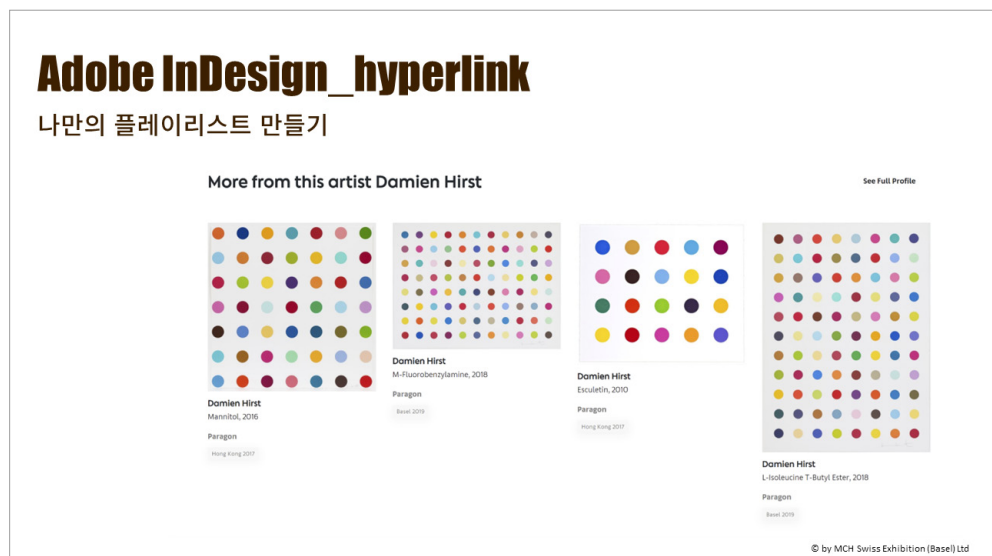 Adobe InDesign_hyperlink
나만의 플레이리스트 만들기
More from this artist Damien Hirst
See Full Profile
Damien Hirst
Mannitol, 2016
Paragon
Hong Kong 2017
Damien Hirst
M-Fluorobenzylamine, 2018
Paragon
Basel 2019
Damien Hirst
Esculetin, 2010
Paragon
Hong Kong 2017
Damien Hirst
L-Isoleucine T-Butyl Ester, 2018
Paragon
Basel 2019
© by MCH Swiss Exhibition (Basel) Ltd